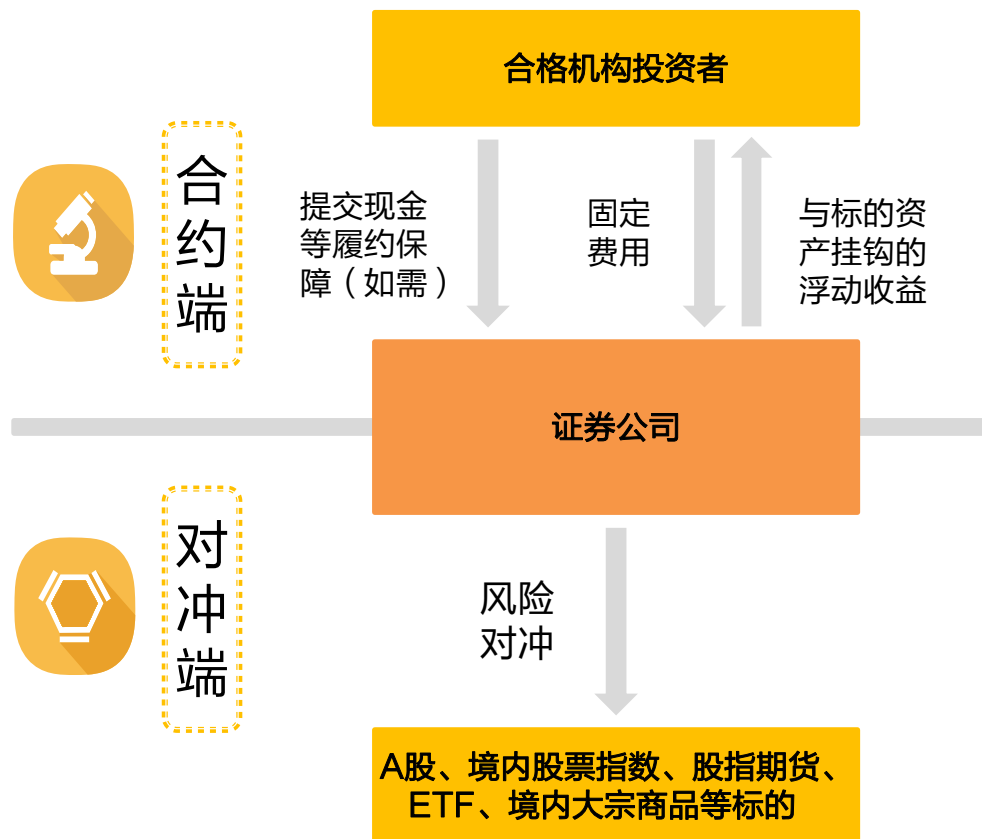 合格机构投资者
合约端
提交现金
等履约保
障（如需）
固定
费用
与标的资
产挂钩的
浮动收益
证券公司
对冲端
风险
对冲
A股、境内股票指数、股指期货、
ETF、境内大宗商品等标的